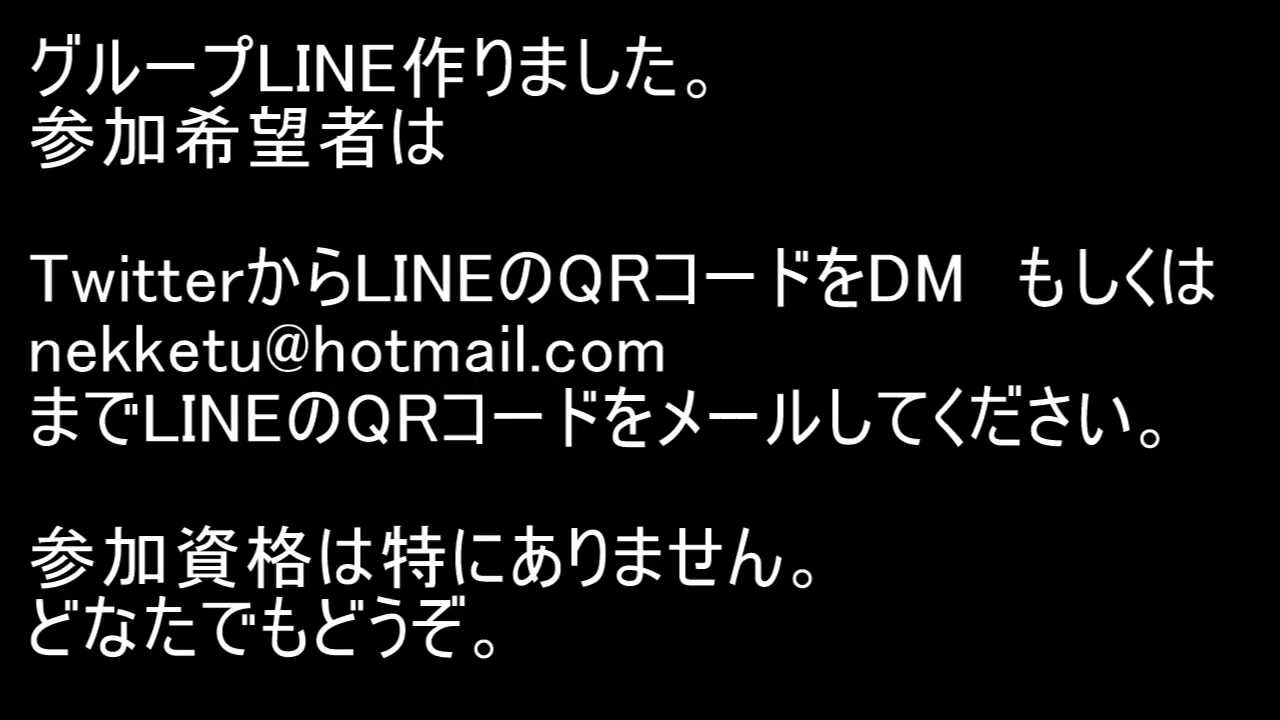 グループLINE作りました。
参加希望者は
TwitterからLINEのQRコードをDM　もしくは
nekketu@hotmail.com
までLINEのQRコードをメールしてください。
参加資格は特にありません。
どなたでもどうぞ。